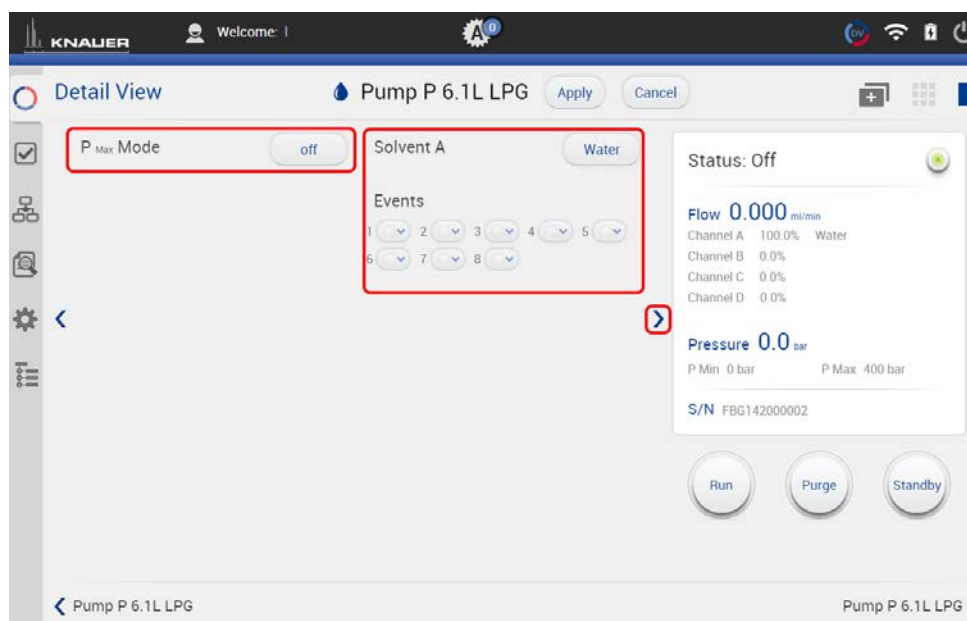 KNAUER Welcome: I A 0 DV
Detail View Pump P 6.1L LPG Apply Cancel
P Max Mode off
Solvent A Water
Events
1 2 3 4 5
6 7 8
Status: Off
Flow 0.000 ml/min
Channel A 100.0% Water
Channel B 0.0%
Channel C 0.0%
Channel D 0.0%
Pressure 0.0 bar
P Min 0 bar P Max 400 bar
S/N FBG142000002
Run Purge Standby
Pump P 6.1L LPG Pump P 6.1L LPG